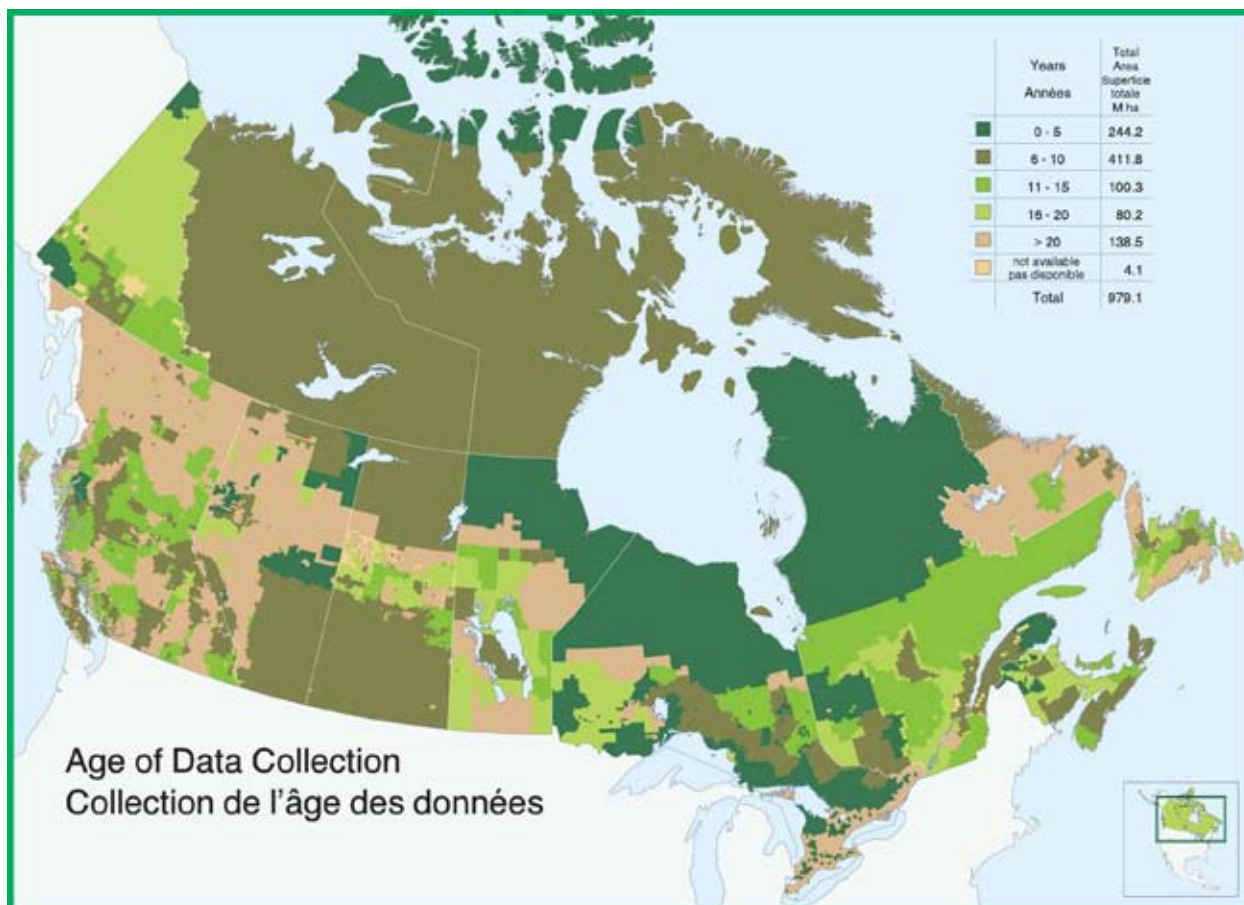 Years
Années
Total
Area
Superficie
totale
M ha
0 - 5 244.2
6 - 10 411.8
11 - 15 100.3
16 - 20 80.2
> 20 138.5
not available
pas disponible 4.1
Total 979.1
Age of Data Collection
Collection de l'âge des données